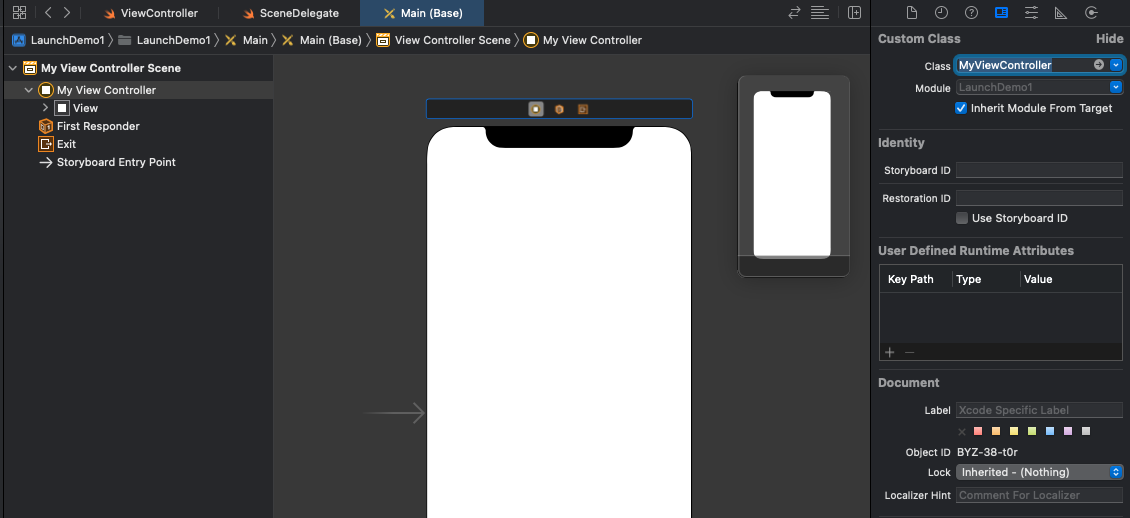 ViewController
SceneDelegate
Main (Base)
LaunchDemo1 LaunchDemo1 Main Main (Base) View Controller Scene My View Controller
My View Controller Scene
My View Controller
View
First Responder
Exit
Storyboard Entry Point
Custom Class Hide
Class MyViewController
Module LaunchDemo1
Inherit Module From Target
Identity
Storyboard ID
Restoration ID
Use Storyboard ID
User Defined Runtime Attributes
Key Path Type Value
Document
Label Xcode Specific Label
Object ID BYZ-38-t0r
Lock Inherited - (Nothing)
Localizer Hint Comment For Localizer